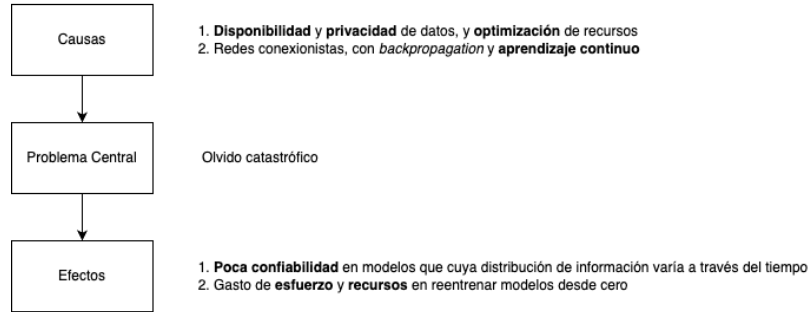 Causas
1. Disponibilidad y privacidad de datos, y optimización de recursos
2. Redes conexionistas, con backpropagation y aprendizaje continuo
Problema Central
Olvido catastrófico
Efectos
1. Poca confiabilidad en modelos que cuya distribución de información varía a través del tiempo
2. Gasto de esfuerzo y recursos en reentrenar modelos desde cero